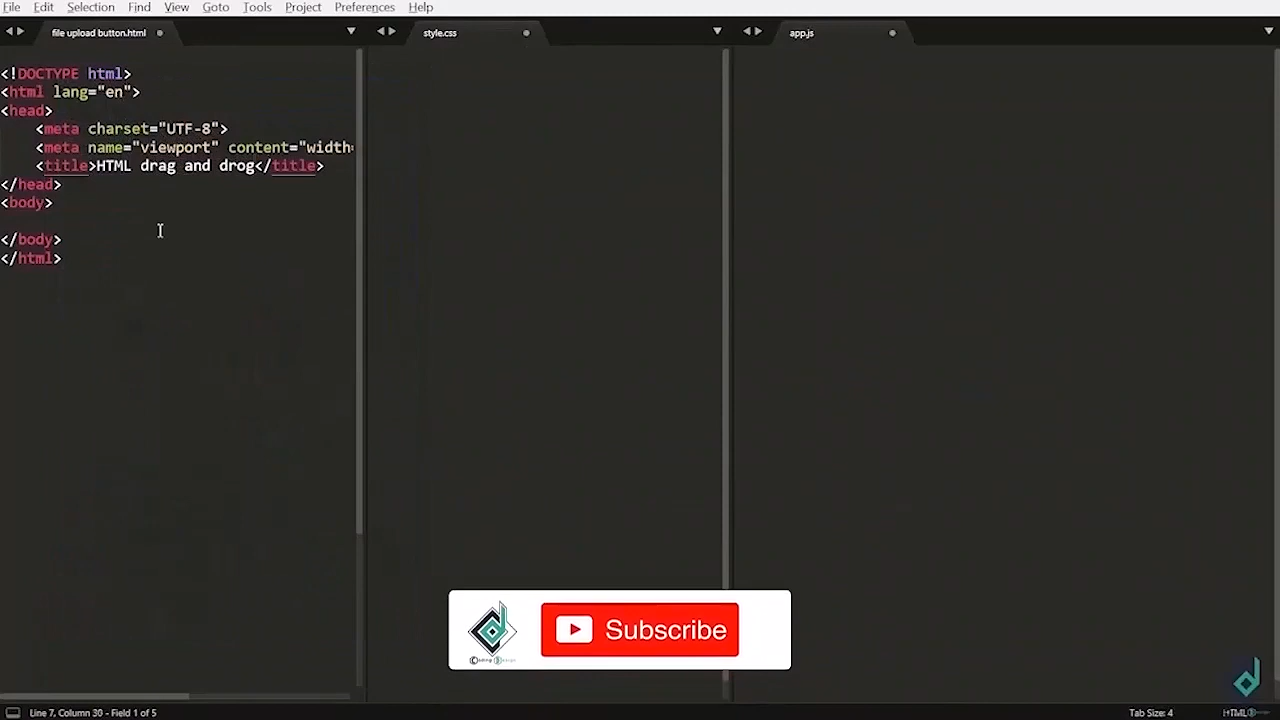 File Edit Selection Find View Goto Tools Project Preferences Help
file upload button.html
style.css
app.js
<!DOCTYPE html>
<html lang="en">
<head>
    <meta charset="UTF-8">
    <meta name="viewport" content="width=
    <title>HTML drag and drog</title>
</head>
<body>
</body>
</html>
Subscribe
Coding Design
Line 7, Column 30 - Field 1 of 5
Tab Size: 4
HTML